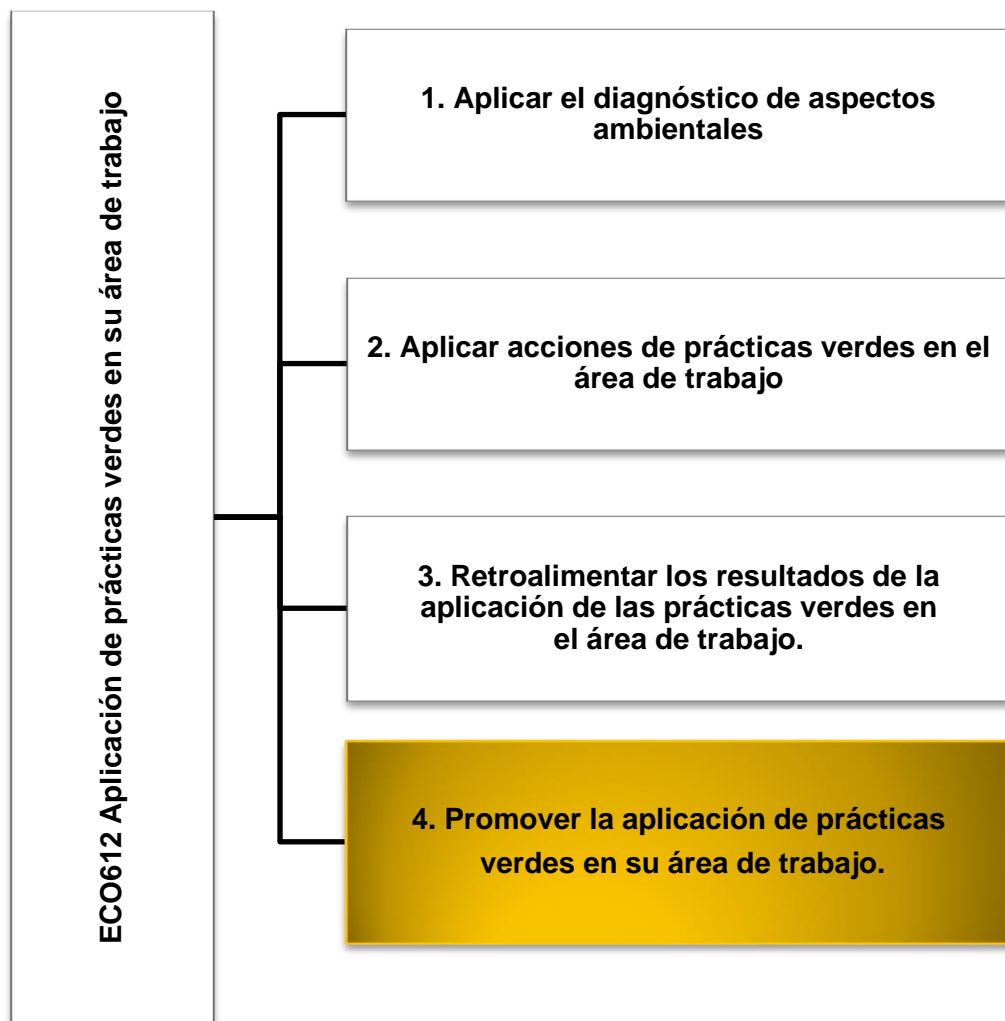 ECO612 Aplicación de prácticas verdes en su área de trabajo
1. Aplicar el diagnóstico de aspectos
ambientales
2. Aplicar acciones de prácticas verdes en el
área de trabajo
3. Retroalimentar los resultados de la
aplicación de las prácticas verdes en
el área de trabajo.
4. Promover la aplicación de prácticas
verdes en su área de trabajo.